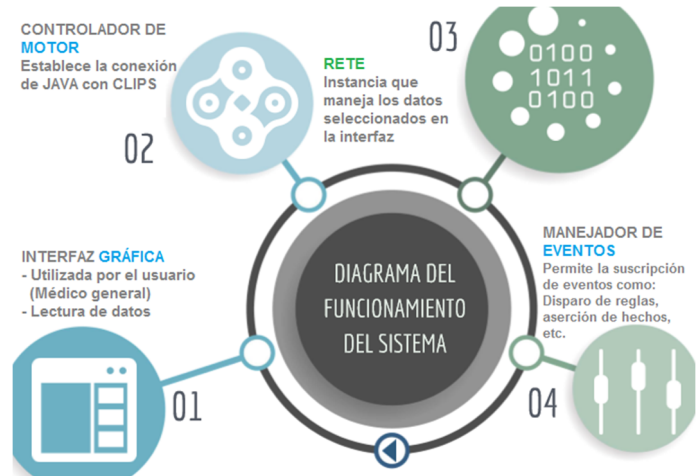 CONTROLADOR DE
MOTOR
Establece la conexión
de JAVA con CLIPS
02
RETE
Instancia que
maneja los datos
seleccionados en
la interfaz
03
0100
1011
0100
INTERFAZ GRÁFICA
- Utilizada por el usuario
(Médico general)
- Lectura de datos
01
DIAGRAMA DEL
FUNCIONAMIENTO
DEL SISTEMA
MANEJADOR DE
EVENTOS
Permite la suscripción
de eventos como:
Disparo de reglas,
aserción de hechos,
etc.
04